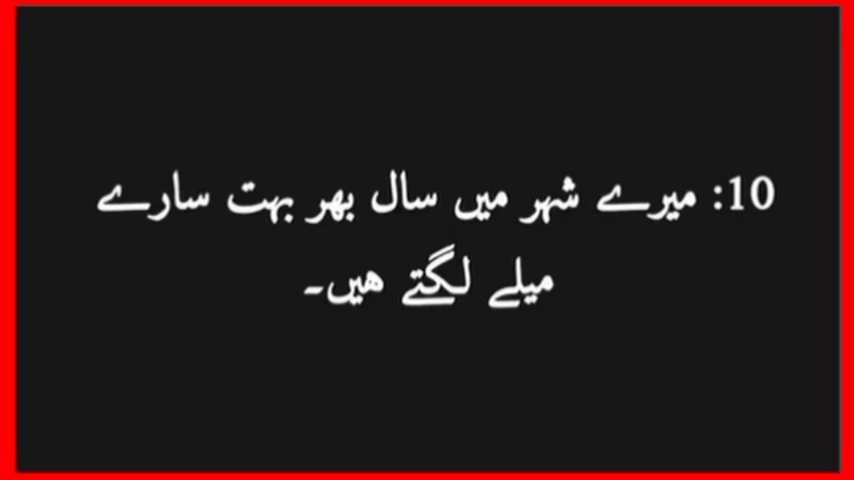 10: میرے شہر میں سال بھر بہت سارے
میلے لگتے ھیں۔